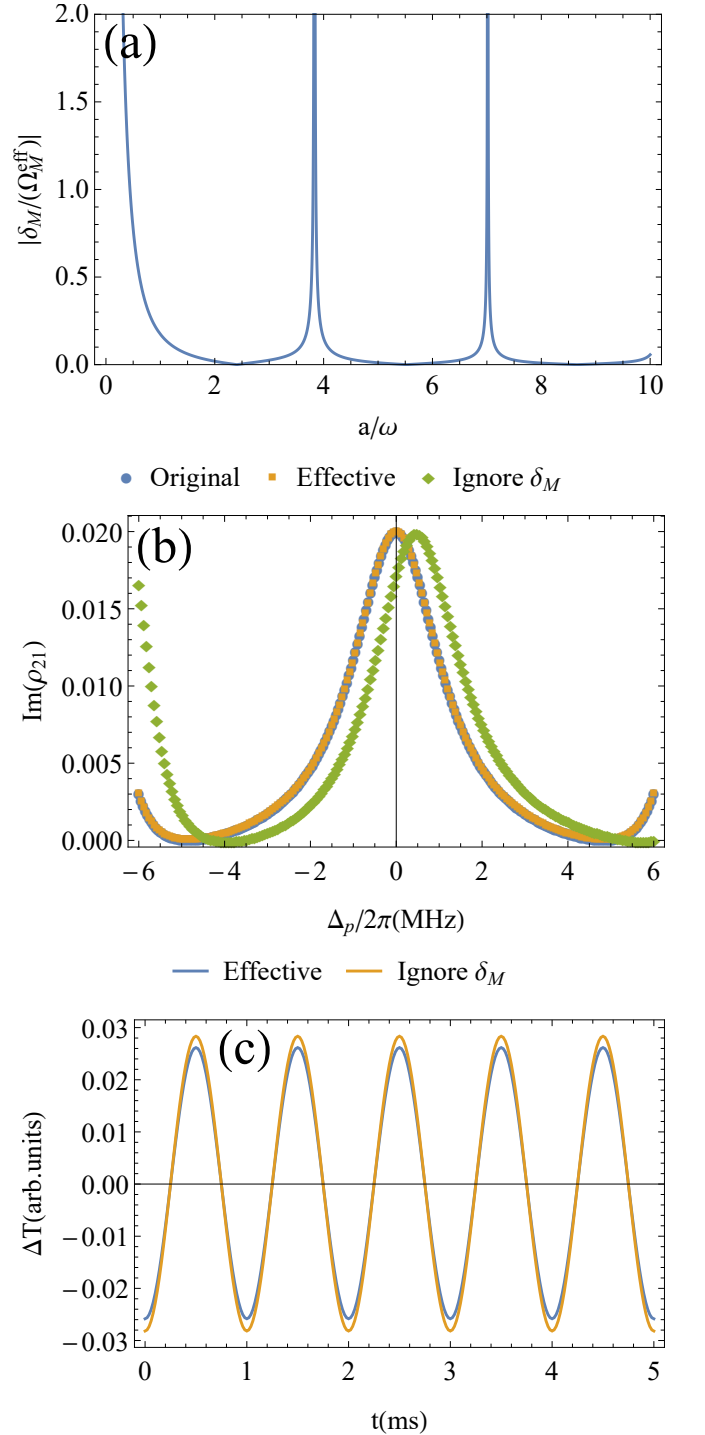 (a)
2.0
1.5
1.0
0.5
0.0
|δ_M/(Ω_M^eff)|
0 2 4 6 8 10
a/ω
Original Effective Ignore δ_M
(b)
0.020
0.015
0.010
0.005
0.000
Im(ρ_21)
−6 −4 −2 0 2 4 6
Δ_p/2π(MHz)
Effective Ignore δ_M
(c)
0.03
0.02
0.01
0.00
−0.01
−0.02
−0.03
ΔT(arb.units)
0 1 2 3 4 5
t(ms)